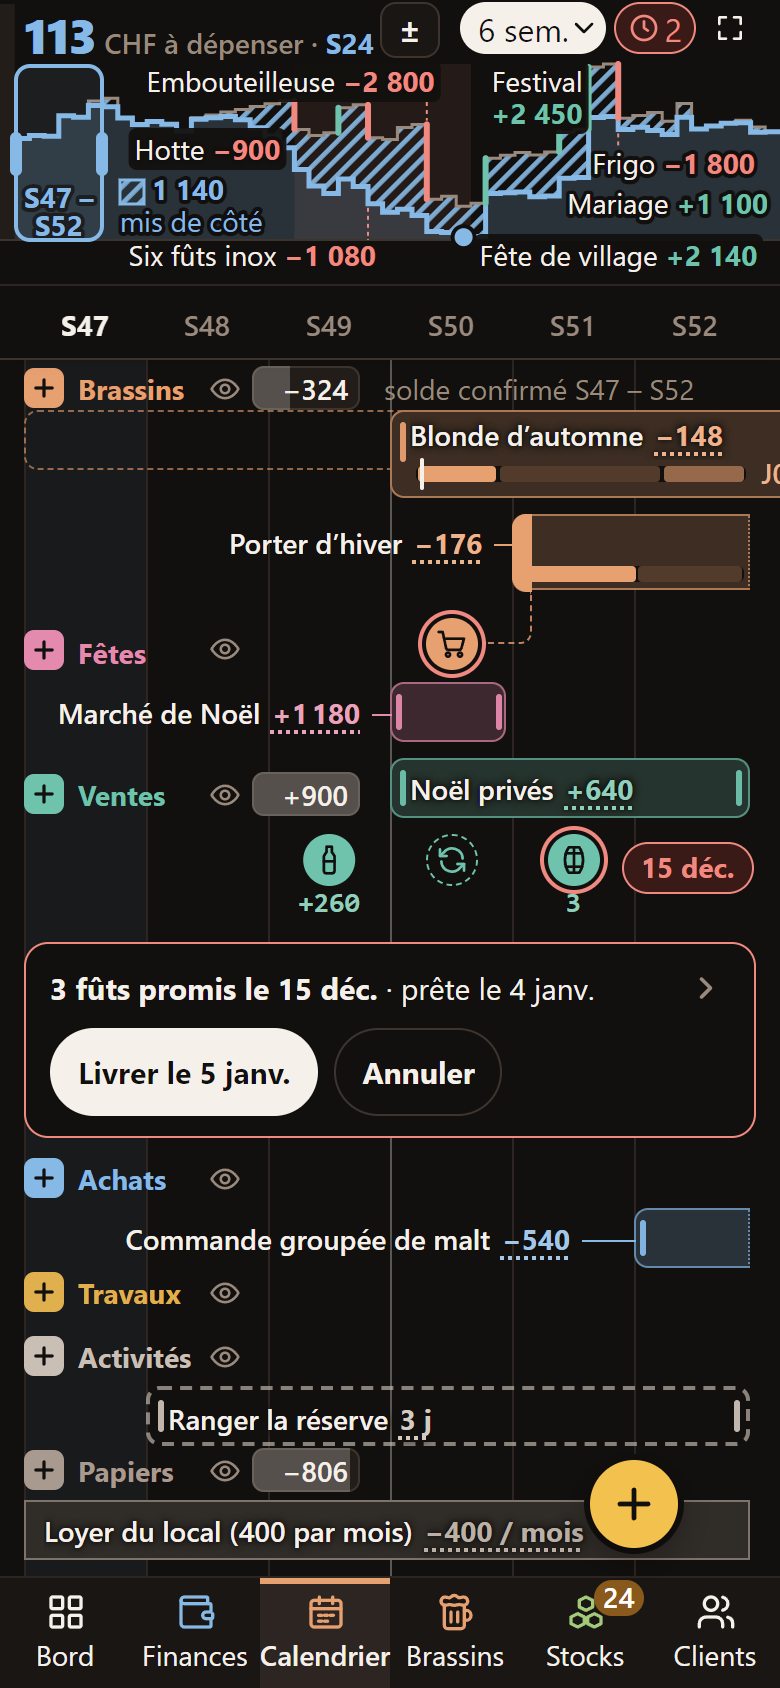 113 CHF à dépenser · S24
±
6 sem.
2
Embouteilleuse −2 800
Festival
+2 450
Hotte −900
Frigo −1 800
S47 –
S52
1 140
mis de côté
Mariage +1 100
Six fûts inox −1 080
Fête de village +2 140
S47 S48 S49 S50 S51 S52
Brassins
−324
solde confirmé S47 – S52
Blonde d’automne −148
Porter d’hiver −176
Fêtes
Marché de Noël +1 180
Ventes
+900
Noël privés +640
15 déc.
+260
3
3 fûts promis le 15 déc. · prête le 4 janv.
Livrer le 5 janv.
Annuler
Achats
Commande groupée de malt −540
Travaux
Activités
Ranger la réserve 3 j
Papiers
−806
Loyer du local (400 par mois) −400 / mois
24
Bord
Finances
Calendrier
Brassins
Stocks
Clients